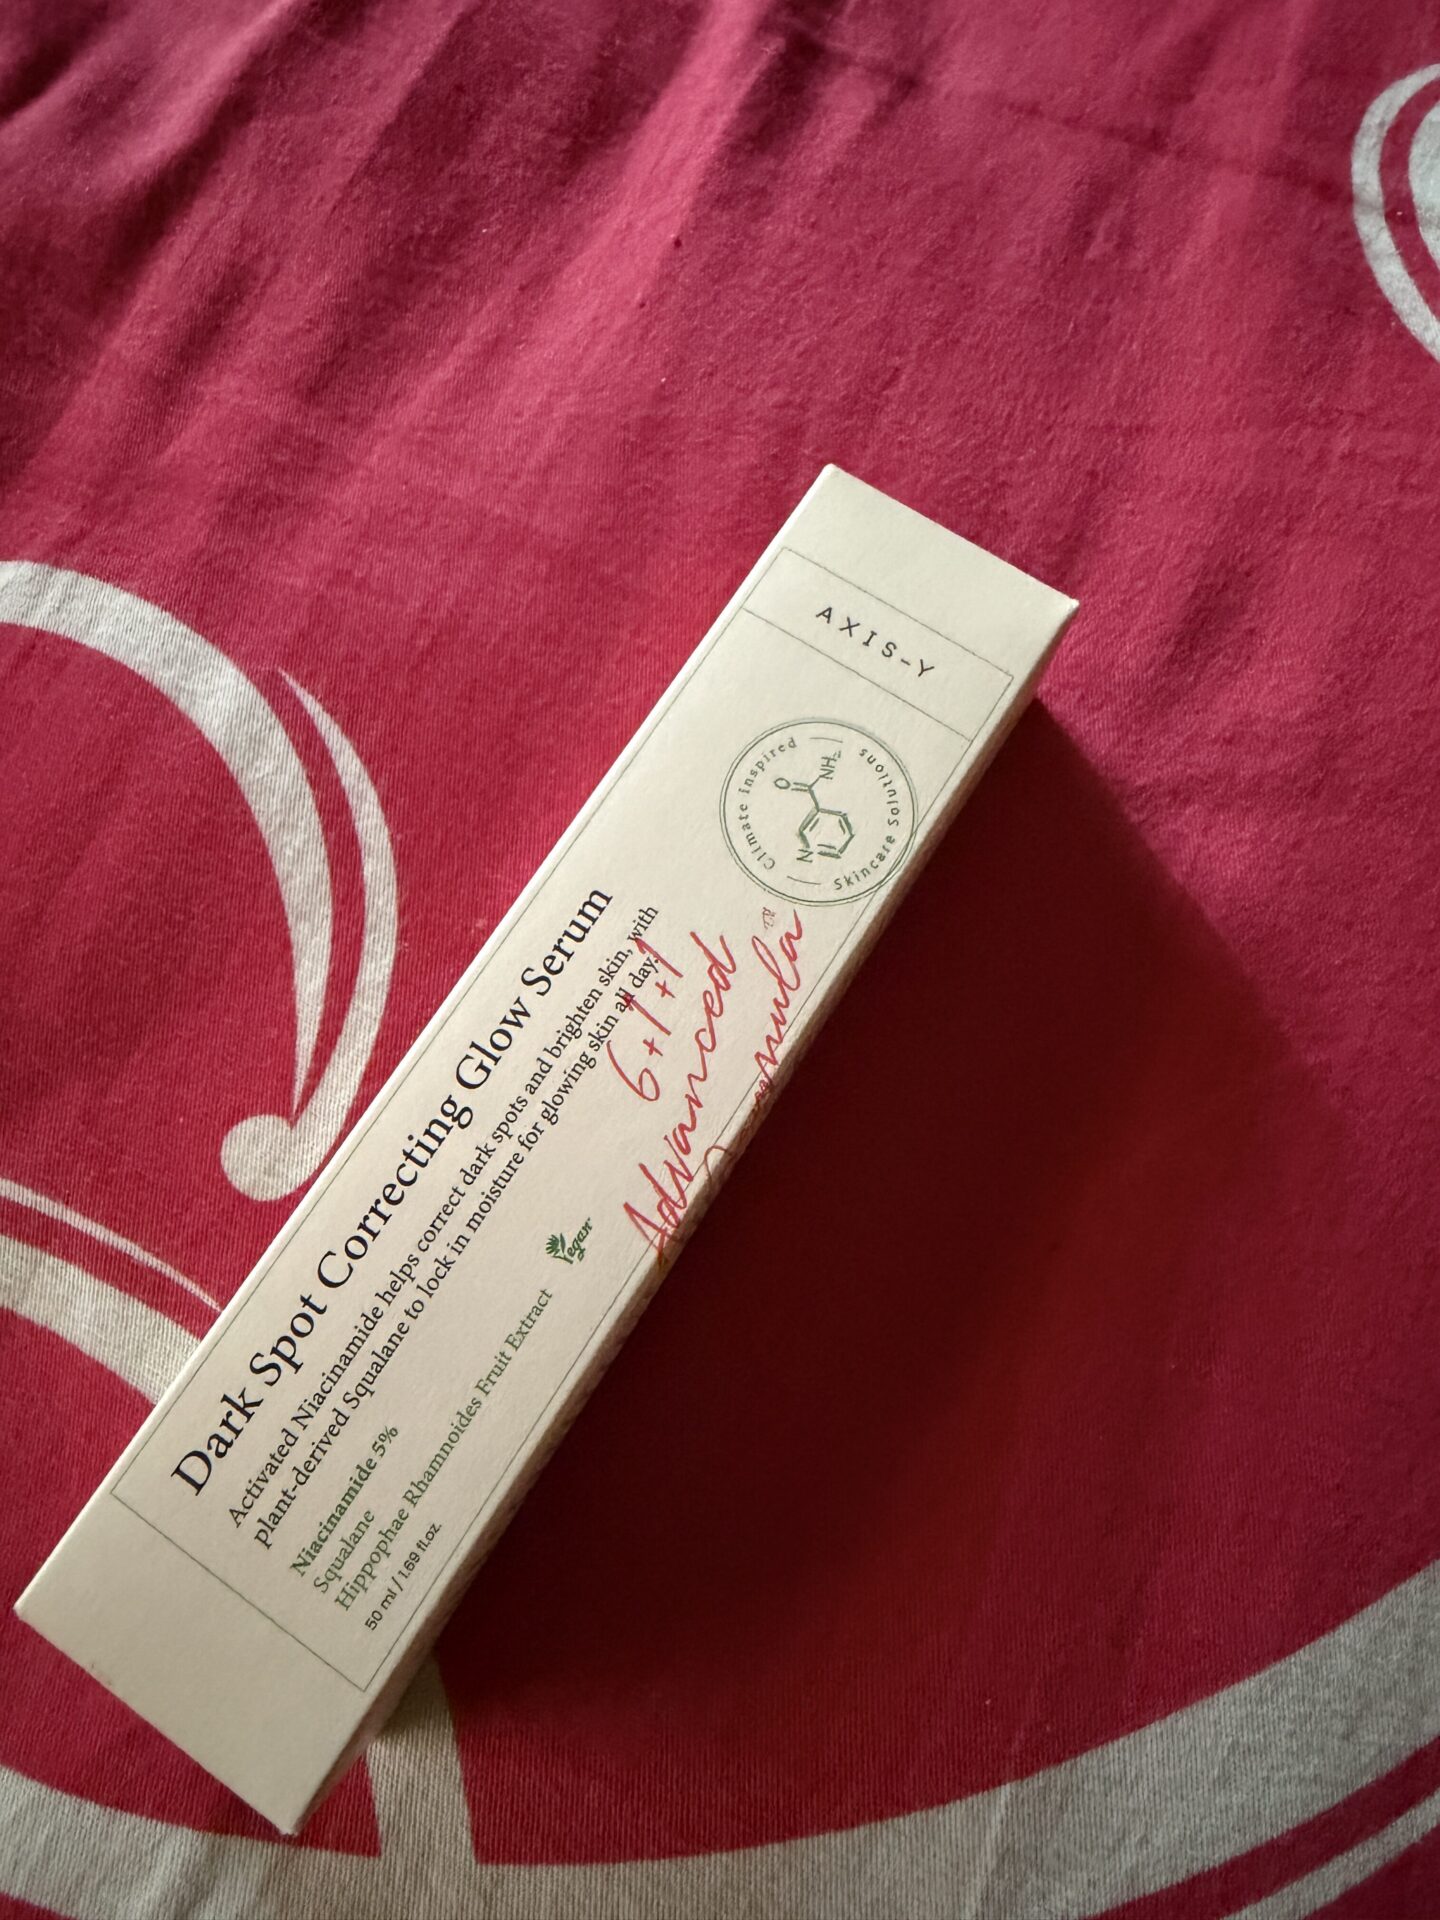 AXIS-Y
Climate Inspired
Skincare Solutions
O
NH₂
N
Dark Spot Correcting Glow Serum
Activated Niacinamide helps correct dark spots and brighten skin, with
plant-derived Squalane to lock in moisture for glowing skin all day.
6+1+1
Advanced
Vegan
Niacinamide 5%
Squalane
Hippophae Rhamnoides Fruit Extract
50 ml / 1.69 fl.oz.